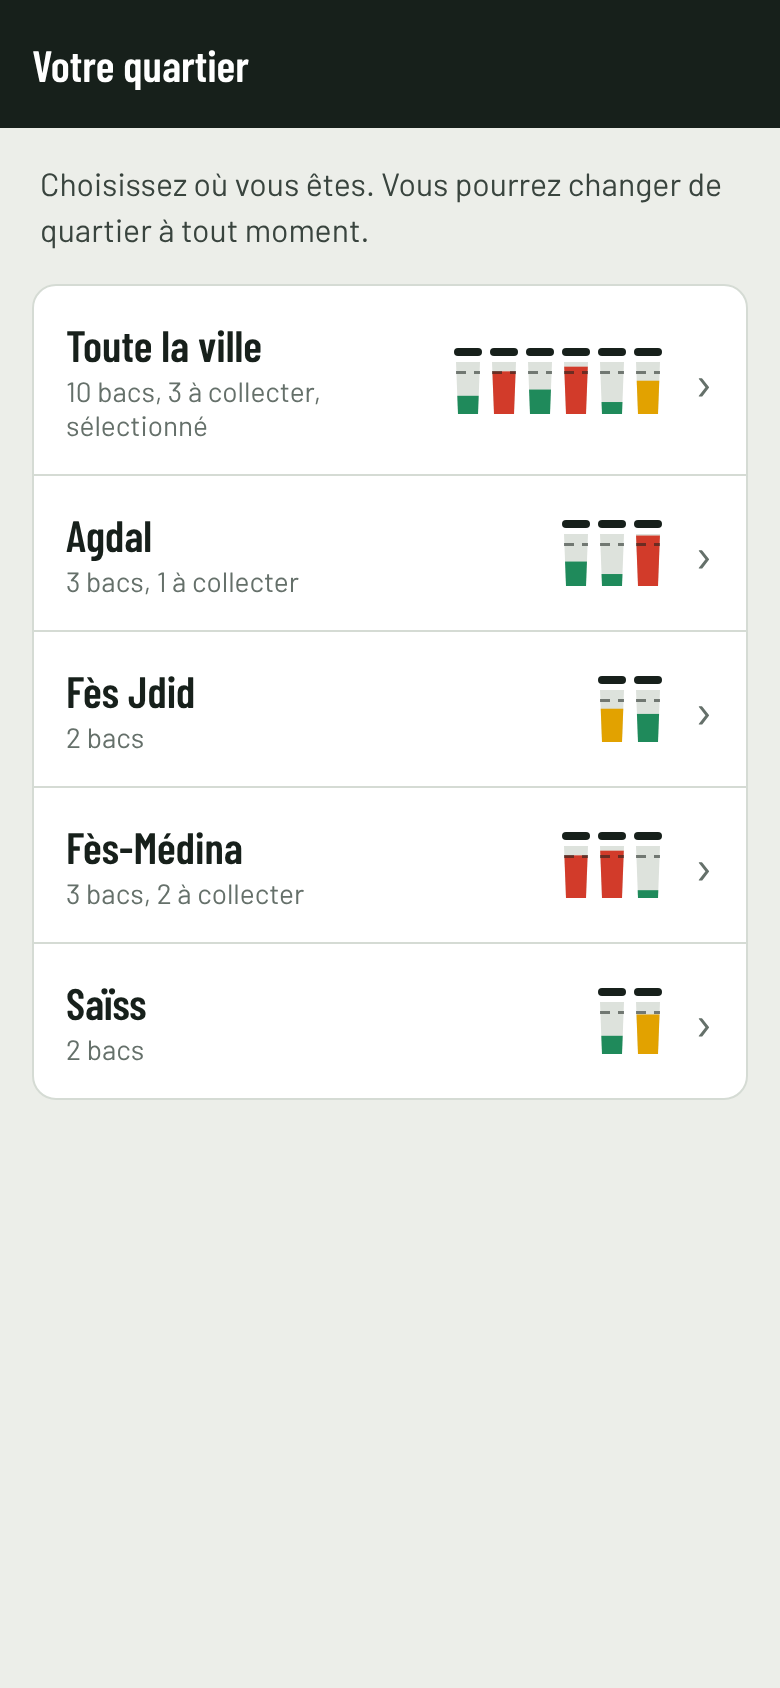 Votre quartier
Choisissez où vous êtes. Vous pourrez changer de
quartier à tout moment.
Toute la ville
10 bacs, 3 à collecter,
sélectionné
Agdal
3 bacs, 1 à collecter
Fès Jdid
2 bacs
Fès-Médina
3 bacs, 2 à collecter
Saïss
2 bacs